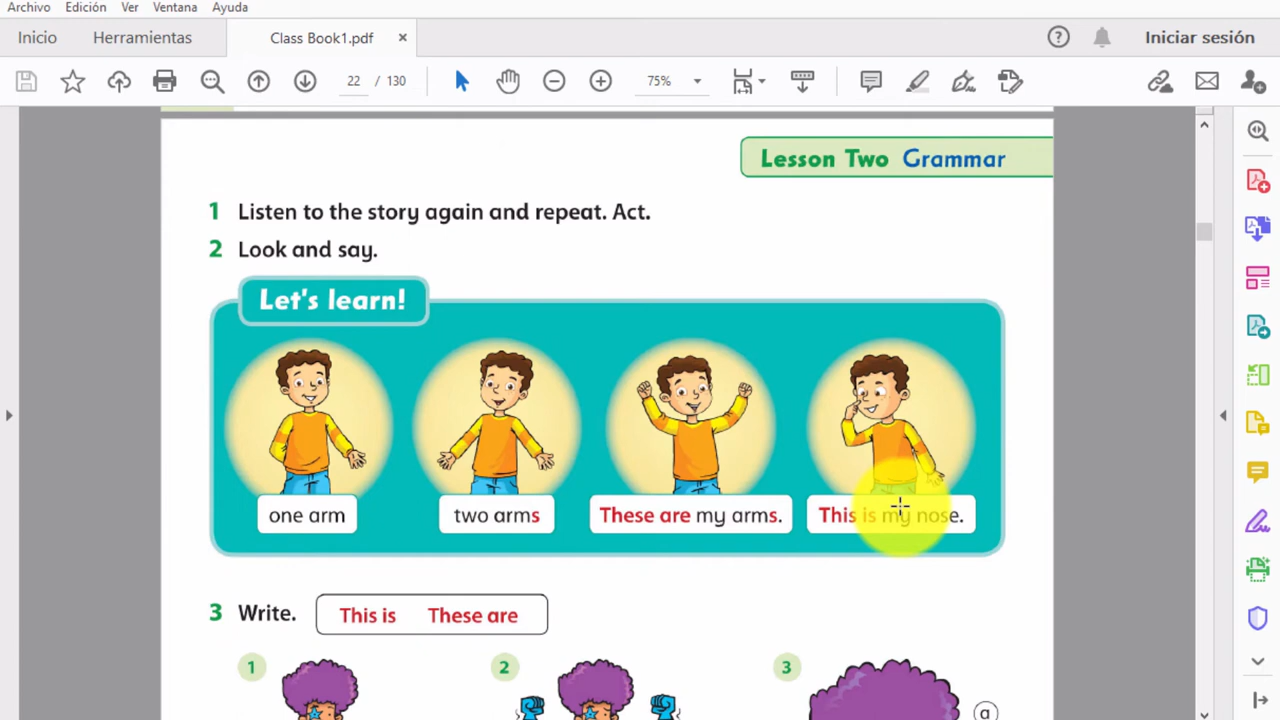 Archivo Edición Ver Ventana Ayuda
Inicio Herramientas Class Book1.pdf × ? Iniciar sesión
22 / 130 75%
Lesson Two Grammar
1 Listen to the story again and repeat. Act.
2 Look and say.
Let's learn!
one arm two arms These are my arms. This is my nose.
3 Write. This is These are
1 2 3
a